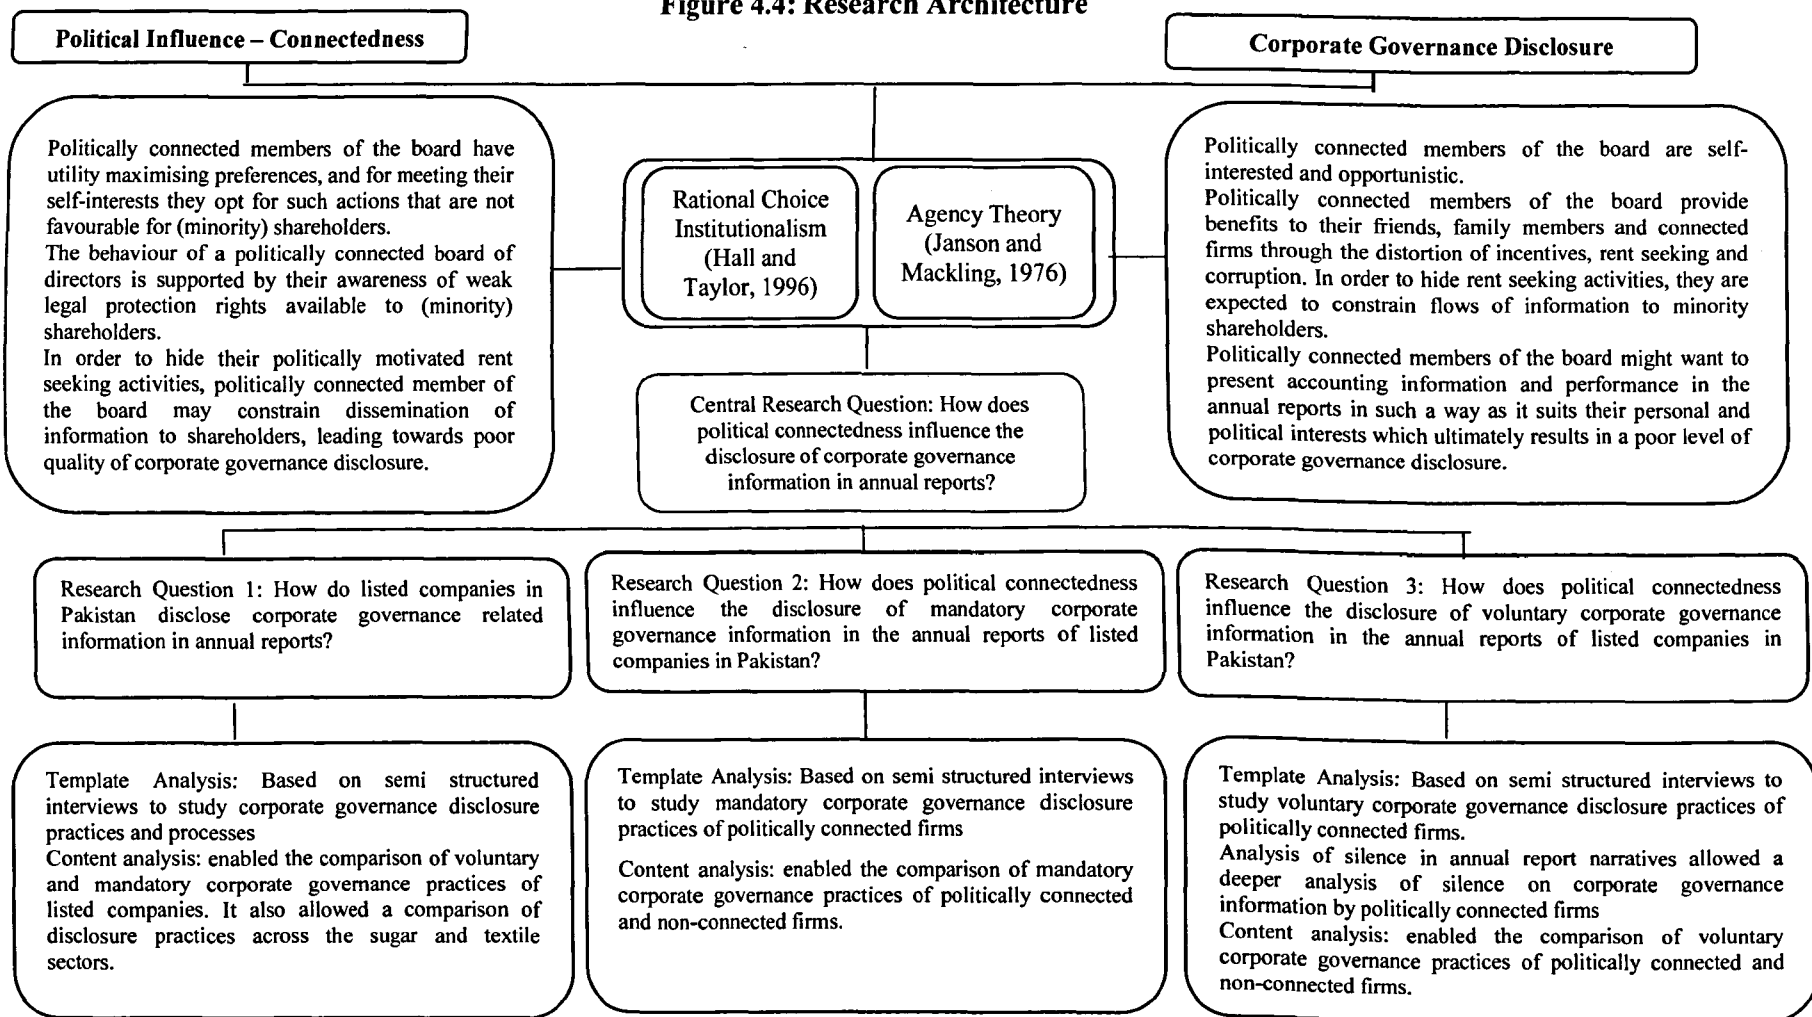 Figure 4.4: Research Architecture
Political Influence – Connectedness
Corporate Governance Disclosure
Politically connected members of the board have
utility maximising preferences, and for meeting their
self-interests they opt for such actions that are not
favourable for (minority) shareholders.
The behaviour of a politically connected board of
directors is supported by their awareness of weak
legal protection rights available to (minority)
shareholders.
In order to hide their politically motivated rent
seeking activities, politically connected member of
the board may constrain dissemination of
information to shareholders, leading towards poor
quality of corporate governance disclosure.
Rational Choice
Institutionalism
(Hall and
Taylor, 1996)
Agency Theory
(Janson and
Mackling, 1976)
Politically connected members of the board are self-
interested and opportunistic.
Politically connected members of the board provide
benefits to their friends, family members and connected
firms through the distortion of incentives, rent seeking and
corruption. In order to hide rent seeking activities, they are
expected to constrain flows of information to minority
shareholders.
Politically connected members of the board might want to
present accounting information and performance in the
annual reports in such a way as it suits their personal and
political interests which ultimately results in a poor level of
corporate governance disclosure.
Central Research Question: How does
political connectedness influence the
disclosure of corporate governance
information in annual reports?
Research Question 1: How do listed companies in
Pakistan disclose corporate governance related
information in annual reports?
Research Question 2: How does political connectedness
influence the disclosure of mandatory corporate
governance information in the annual reports of listed
companies in Pakistan?
Research Question 3: How does political connectedness
influence the disclosure of voluntary corporate governance
information in the annual reports of listed companies in
Pakistan?
Template Analysis: Based on semi structured
interviews to study corporate governance disclosure
practices and processes
Content analysis: enabled the comparison of voluntary
and mandatory corporate governance practices of
listed companies. It also allowed a comparison of
disclosure practices across the sugar and textile
sectors.
Template Analysis: Based on semi structured interviews
to study mandatory corporate governance disclosure
practices of politically connected firms
Content analysis: enabled the comparison of mandatory
corporate governance practices of politically connected
and non-connected firms.
Template Analysis: Based on semi structured interviews to
study voluntary corporate governance disclosure practices of
politically connected firms.
Analysis of silence in annual report narratives allowed a
deeper analysis of silence on corporate governance
information by politically connected firms
Content analysis: enabled the comparison of voluntary
corporate governance practices of politically connected and
non-connected firms.